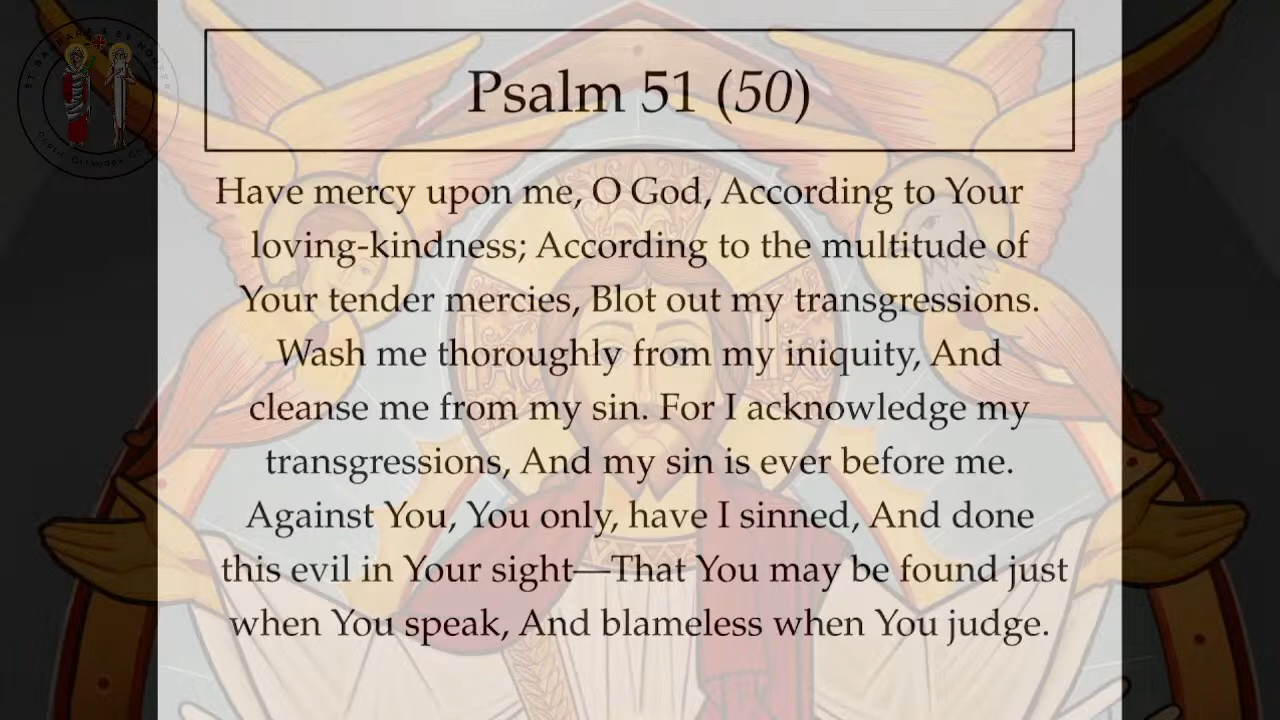 Psalm 51 (50)
Have mercy upon me, O God, According to Your
loving-kindness; According to the multitude of
Your tender mercies, Blot out my transgressions.
Wash me thoroughly from my iniquity, And
cleanse me from my sin. For I acknowledge my
transgressions, And my sin is ever before me.
Against You, You only, have I sinned, And done
this evil in Your sight—That You may be found just
when You speak, And blameless when You judge.